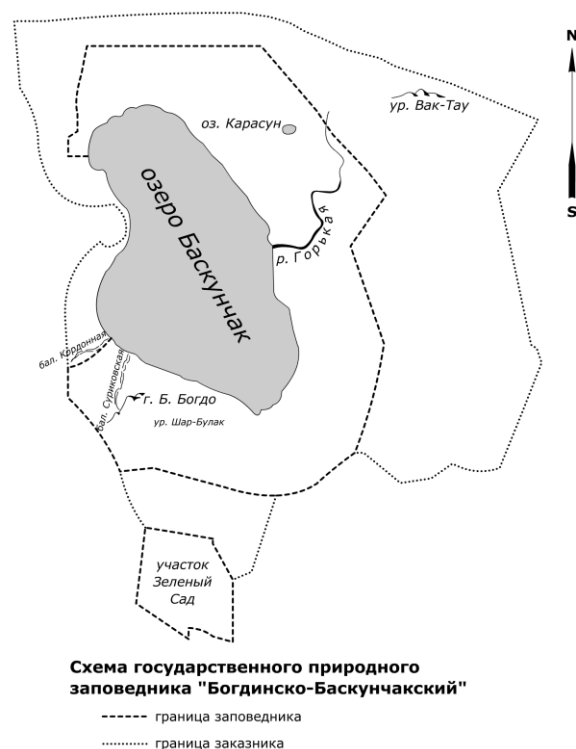 N
ур. Вак-Тау
оз. Карасун
озеро Баскунчак
р. Горькая
S
бал. Кордонная
бал. Суриковская
г. Б. Богдо
ур. Шар-Булак
участок
Зеленый
Сад
Схема государственного природного
заповедника "Богдинско-Баскунчакский"
граница заповедника
граница заказника